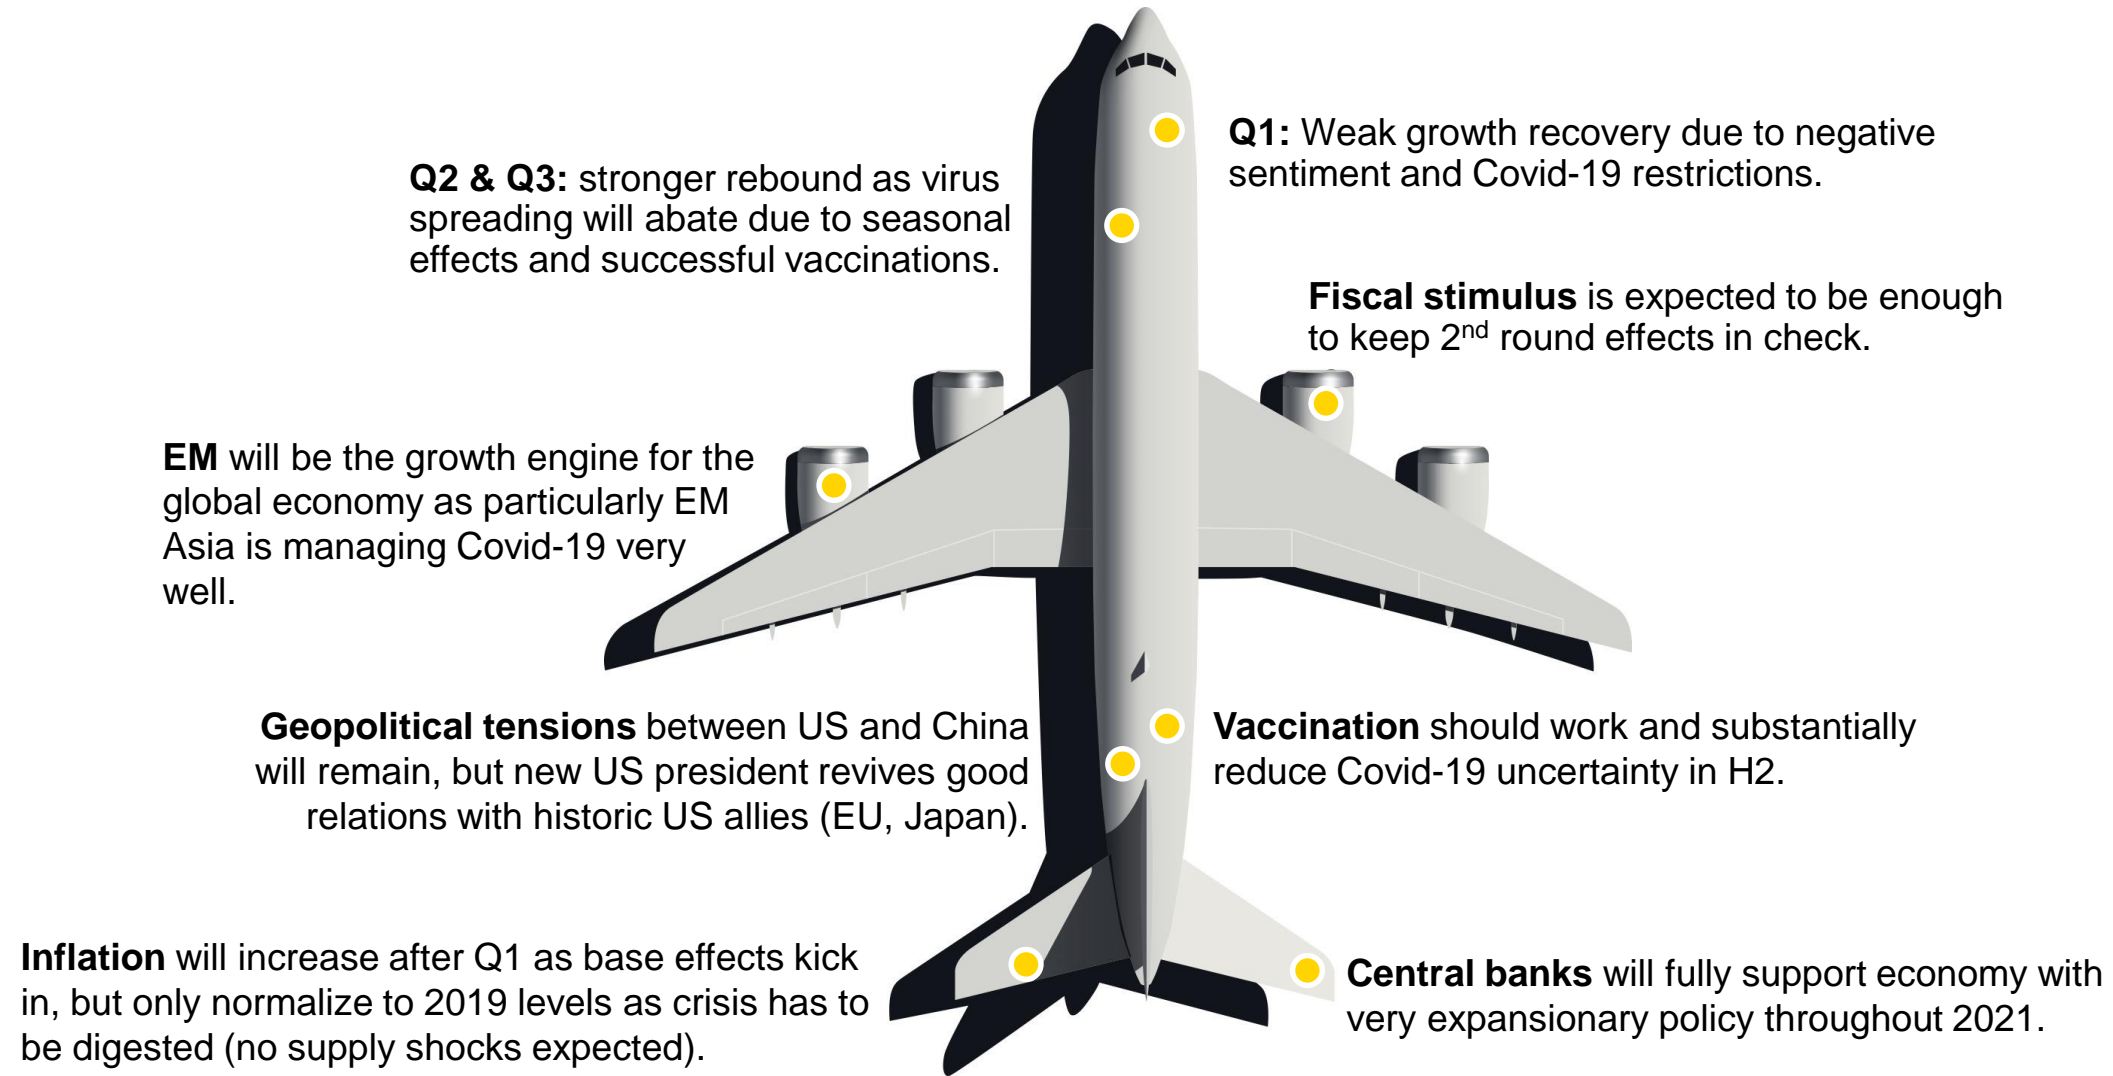 Q1: Weak growth recovery due to negative
sentiment and Covid-19 restrictions.
Q2 & Q3: stronger rebound as virus
spreading will abate due to seasonal
effects and successful vaccinations.
Fiscal stimulus is expected to be enough
to keep 2nd round effects in check.
EM will be the growth engine for the
global economy as particularly EM
Asia is managing Covid-19 very
well.
Geopolitical tensions between US and China
will remain, but new US president revives good
relations with historic US allies (EU, Japan).
Vaccination should work and substantially
reduce Covid-19 uncertainty in H2.
Inflation will increase after Q1 as base effects kick
in, but only normalize to 2019 levels as crisis has to
be digested (no supply shocks expected).
Central banks will fully support economy with
very expansionary policy throughout 2021.